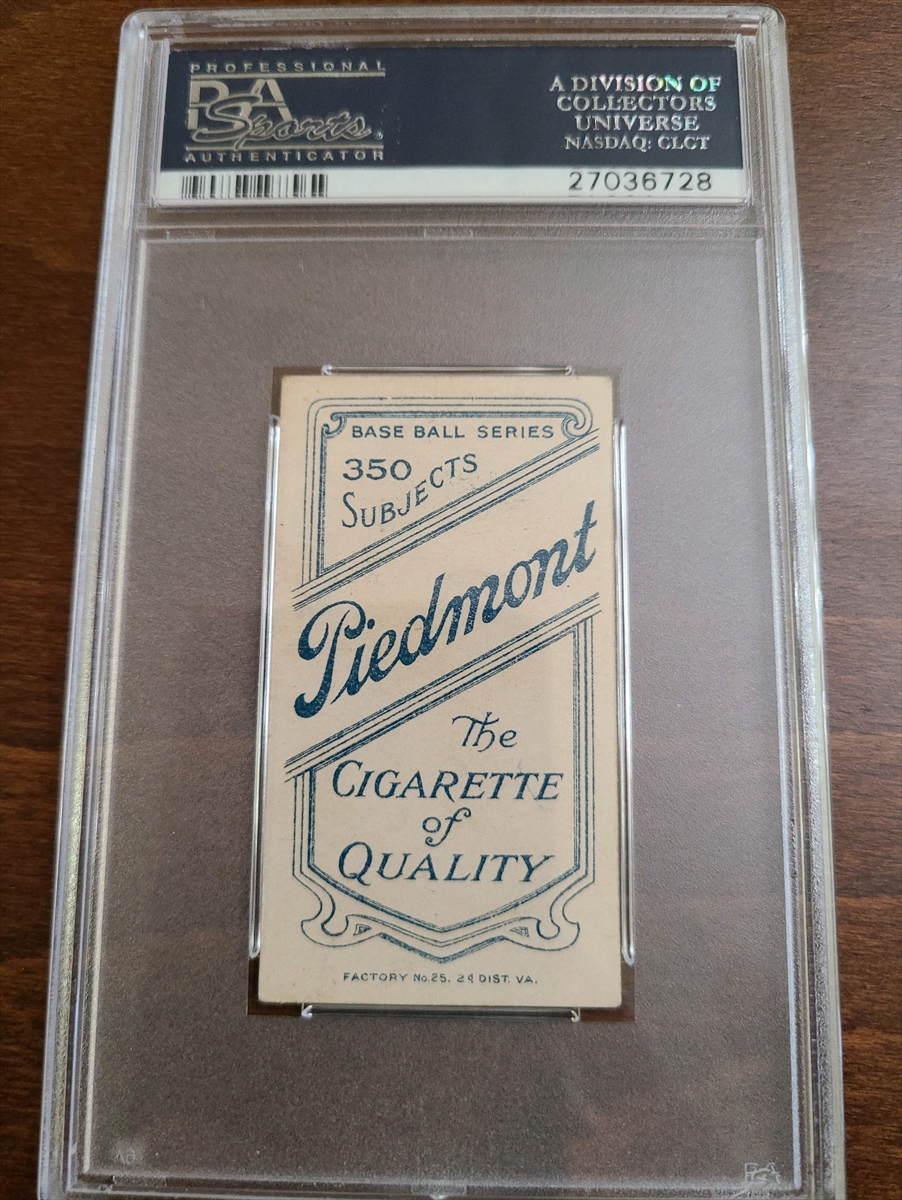 PROFESSIONAL
PSA
Sports®
AUTHENTICATOR
A DIVISION OF
COLLECTORS
UNIVERSE
NASDAQ: CLCT
27036728
BASE BALL SERIES
350
SUBJECTS
Piedmont
The
CIGARETTE
of
QUALITY
FACTORY No. 25. 2d DIST. VA.
PSA